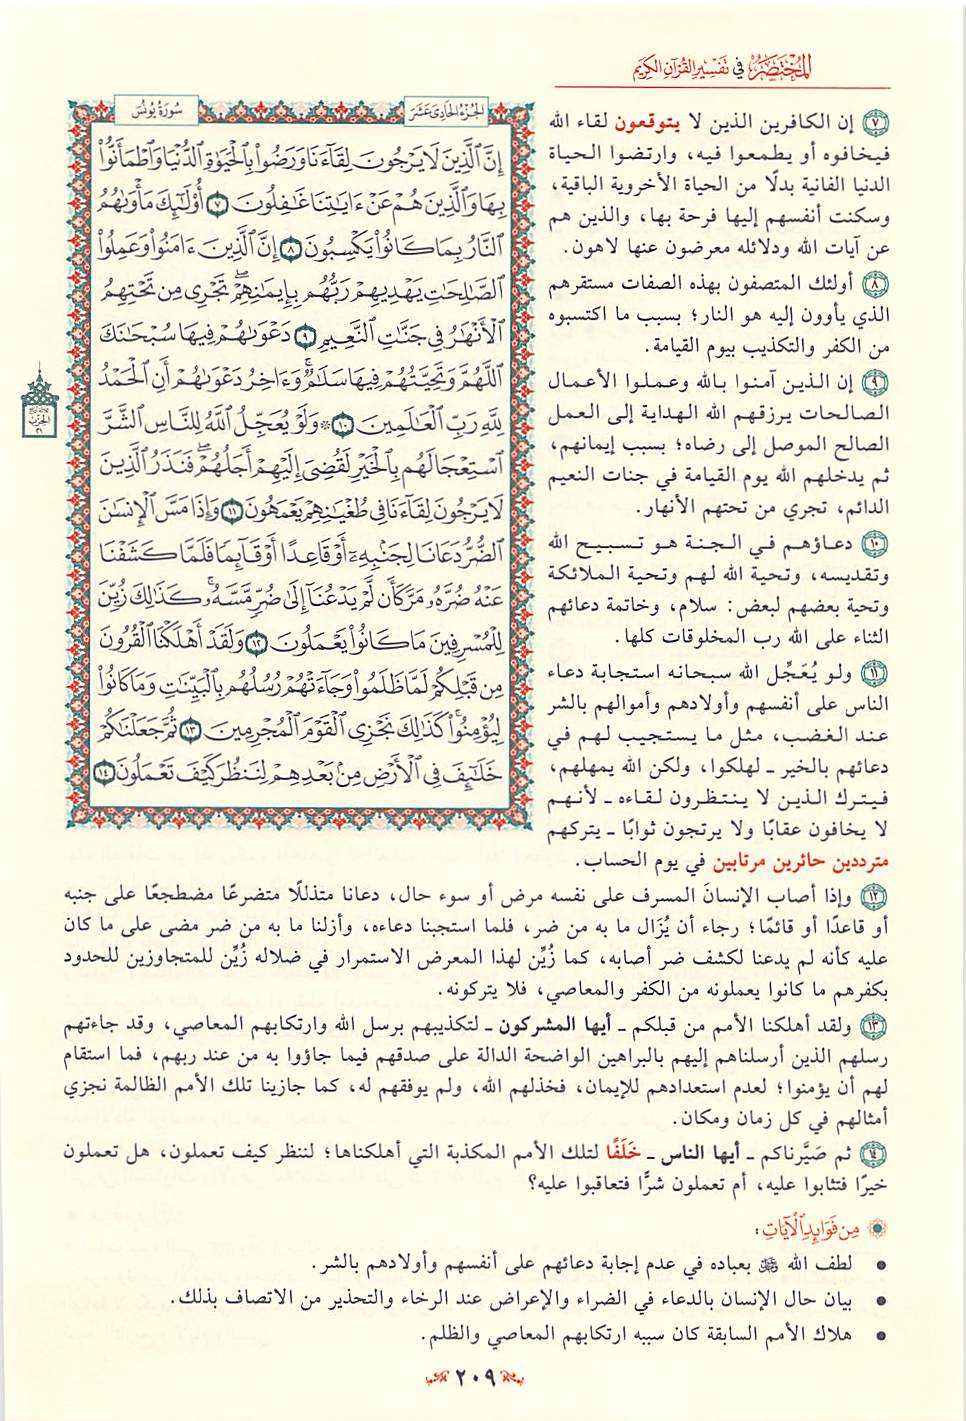 المختصر في تفسير القرآن الكريم
الجزء الحادي عشر
سورة يونس
إِنَّ ٱلَّذِينَ لَا يَرْجُونَ لِقَآءَنَا وَرَضُوا۟ بِٱلْحَيَوٰةِ ٱلدُّنْيَا وَٱطْمَأَنُّوا۟
بِهَا وَٱلَّذِينَ هُمْ عَنْ ءَايَٰتِنَا غَٰفِلُونَ ٧ أُو۟لَٰٓئِكَ مَأْوَىٰهُمُ
ٱلنَّارُ بِمَا كَانُوا۟ يَكْسِبُونَ ٨ إِنَّ ٱلَّذِينَ ءَامَنُوا۟ وَعَمِلُوا۟
ٱلصَّٰلِحَٰتِ يَهْدِيهِمْ رَبُّهُم بِإِيمَٰنِهِمْ ۖ تَجْرِى مِن تَحْتِهِمُ
ٱلْأَنْهَٰرُ فِى جَنَّٰتِ ٱلنَّعِيمِ ٩ دَعْوَىٰهُمْ فِيهَا سُبْحَٰنَكَ
ٱللَّهُمَّ وَتَحِيَّتُهُمْ فِيهَا سَلَٰمٌ ۚ وَءَاخِرُ دَعْوَىٰهُمْ أَنِ ٱلْحَمْدُ
لِلَّهِ رَبِّ ٱلْعَٰلَمِينَ ١٠ ۞ وَلَوْ يُعَجِّلُ ٱللَّهُ لِلنَّاسِ ٱلشَّرَّ
ٱسْتِعْجَالَهُم بِٱلْخَيْرِ لَقُضِىَ إِلَيْهِمْ أَجَلُهُمْ ۖ فَنَذَرُ ٱلَّذِينَ
لَا يَرْجُونَ لِقَآءَنَا فِى طُغْيَٰنِهِمْ يَعْمَهُونَ ١١ وَإِذَا مَسَّ ٱلْإِنسَٰنَ
ٱلضُّرُّ دَعَانَا لِجَنۢبِهِۦٓ أَوْ قَاعِدًا أَوْ قَآئِمًا فَلَمَّا كَشَفْنَا
عَنْهُ ضُرَّهُۥ مَرَّ كَأَن لَّمْ يَدْعُنَآ إِلَىٰ ضُرٍّ مَّسَّهُۥ ۚ كَذَٰلِكَ زُيِّنَ
لِلْمُسْرِفِينَ مَا كَانُوا۟ يَعْمَلُونَ ١٢ وَلَقَدْ أَهْلَكْنَا ٱلْقُرُونَ
مِن قَبْلِكُمْ لَمَّا ظَلَمُوا۟ وَجَآءَتْهُمْ رُسُلُهُم بِٱلْبَيِّنَٰتِ وَمَا كَانُوا۟
لِيُؤْمِنُوا۟ ۚ كَذَٰلِكَ نَجْزِى ٱلْقَوْمَ ٱلْمُجْرِمِينَ ١٣ ثُمَّ جَعَلْنَٰكُمْ
خَلَٰٓئِفَ فِى ٱلْأَرْضِ مِنۢ بَعْدِهِمْ لِنَنظُرَ كَيْفَ تَعْمَلُونَ ١٤
الحزب
٢١
٧ إن الكافرين الذين لا يتوقعون لقاء الله
فيخافوه أو يطمعوا فيه، وارتضوا الحياة
الدنيا الفانية بدلًا من الحياة الأخروية الباقية،
وسكنت أنفسهم إليها فرحة بها، والذين هم
عن آيات الله ودلائله معرضون عنها لاهون.
٨ أولئك المتصفون بهذه الصفات مستقرهم
الذي يأوون إليه هو النار؛ بسبب ما اكتسبوه
من الكفر والتكذيب بيوم القيامة.
٩ إن الذين آمنوا بالله وعملوا الأعمال
الصالحات يرزقهم الله الهداية إلى العمل
الصالح الموصل إلى رضاه؛ بسبب إيمانهم،
ثم يدخلهم الله يوم القيامة في جنات النعيم
الدائم، تجري من تحتهم الأنهار.
١٠ دعاؤهم في الجنة هو تسبيح الله
وتقديسه، وتحية الله لهم وتحية الملائكة
وتحية بعضهم لبعض: سلام، وخاتمة دعائهم
الثناء على الله رب المخلوقات كلها.
١١ ولو يُعَجِّل الله سبحانه استجابة دعاء
الناس على أنفسهم وأولادهم وأموالهم بالشر
عند الغضب، مثل ما يستجيب لهم في
دعائهم بالخير ـ لهلكوا، ولكن الله يمهلهم،
فيترك الذين لا ينتظرون لقاءه ـ لأنهم
لا يخافون عقابًا ولا يرتجون ثوابًا ـ يتركهم
مترددين حائرين مرتابين في يوم الحساب.
١٢ وإذا أصاب الإنسانَ المسرف على نفسه مرض أو سوء حال، دعانا متذللًا متضرعًا مضطجعًا على جنبه
أو قاعدًا أو قائمًا؛ رجاء أن يُزَال ما به من ضر، فلما استجبنا دعاءه، وأزلنا ما به من ضر مضى على ما كان
عليه كأنه لم يدعنا لكشف ضر أصابه، كما زُيِّن لهذا المعرض الاستمرار في ضلاله زُيِّن للمتجاوزين للحدود
بكفرهم ما كانوا يعملونه من الكفر والمعاصي، فلا يتركونه.
١٣ ولقد أهلكنا الأمم من قبلكم ـ أيها المشركون ـ لتكذيبهم برسل الله وارتكابهم المعاصي، وقد جاءتهم
رسلهم الذين أرسلناهم إليهم بالبراهين الواضحة الدالة على صدقهم فيما جاؤوا به من عند ربهم، فما استقام
لهم أن يؤمنوا؛ لعدم استعدادهم للإيمان، فخذلهم الله، ولم يوفقهم له، كما جازينا تلك الأمم الظالمة نجزي
أمثالهم في كل زمان ومكان.
١٤ ثم صَيَّرناكم ـ أيها الناس ـ خَلَفًا لتلك الأمم المكذبة التي أهلكناها؛ لننظر كيف تعملون، هل تعملون
خيرًا فتثابوا عليه، أم تعملون شرًّا فتعاقبوا عليه؟
مِن فَوَائِدِ الْآيَاتِ:
• لطف الله ﷻ بعباده في عدم إجابة دعائهم على أنفسهم وأولادهم بالشر.
• بيان حال الإنسان بالدعاء في الضراء والإعراض عند الرخاء والتحذير من الاتصاف بذلك.
• هلاك الأمم السابقة كان سببه ارتكابهم المعاصي والظلم.
٢٠٩